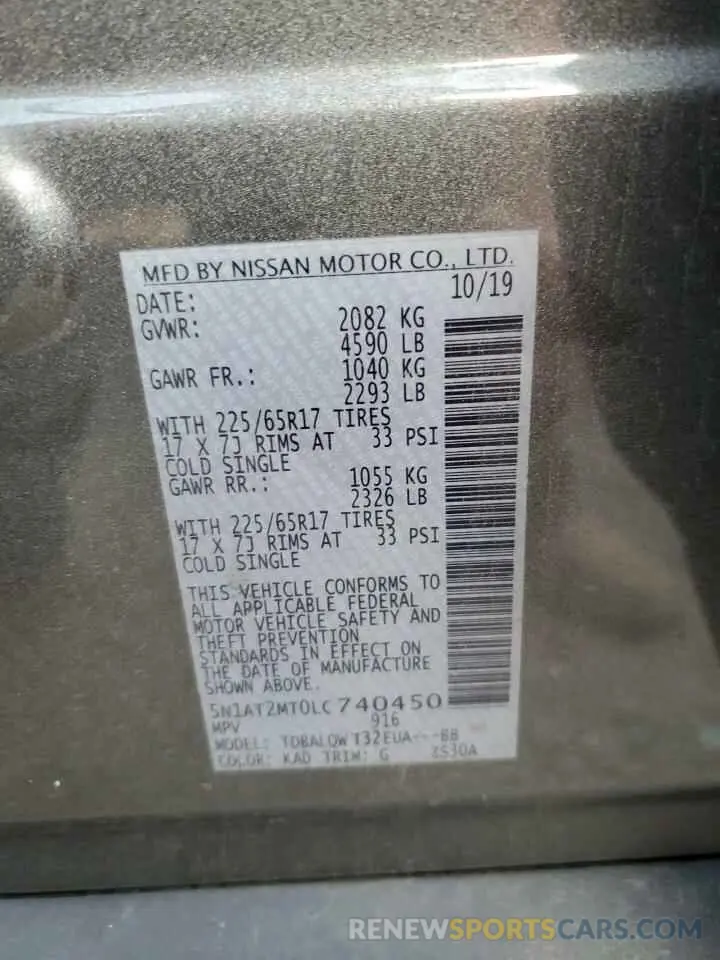 MFD BY NISSAN MOTOR CO., LTD.
DATE: 10/19
GVWR: 2082 KG
4590 LB
GAWR FR.: 1040 KG
2293 LB
WITH 225/65R17 TIRES
17 X 7J RIMS AT 33 PSI
COLD SINGLE
GAWR RR.: 1055 KG
2326 LB
WITH 225/65R17 TIRES
17 X 7J RIMS AT 33 PSI
COLD SINGLE
THIS VEHICLE CONFORMS TO
ALL APPLICABLE FEDERAL
MOTOR VEHICLE SAFETY AND
THEFT PREVENTION
STANDARDS IN EFFECT ON
THE DATE OF MANUFACTURE
SHOWN ABOVE.
5N1AT2MT0LC740450
MPV 916
MODEL: TDBALQW T32EUA---BB
COLOR: KAD TRIM: G ZS30A
RENEWSPORTSCARS.COM